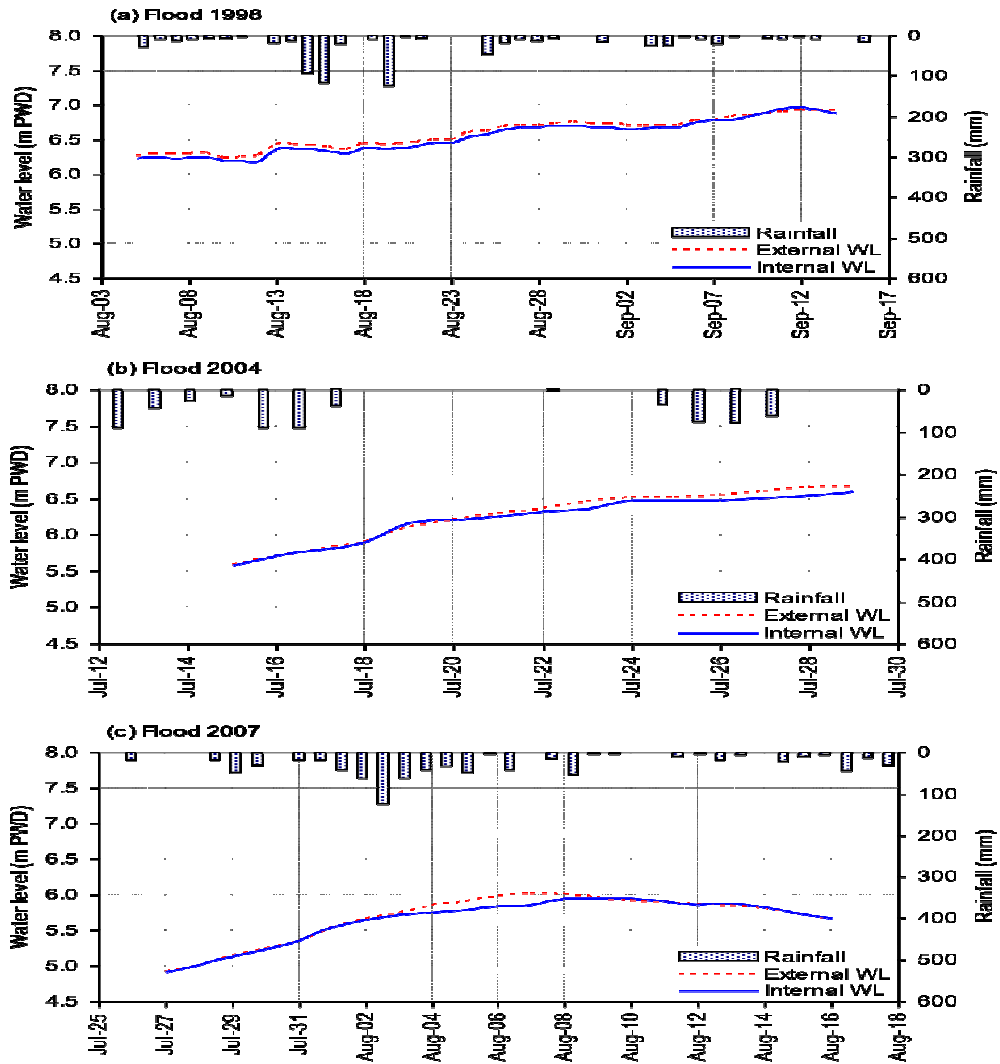 (a) Flood 1998
8.0
7.5
7.0
6.5
6.0
5.5
5.0
4.5
Water level (m PWD)
0
100
200
300
400
500
600
Rainfall (mm)
Rainfall
External WL
Internal WL
Aug-03
Aug-08
Aug-13
Aug-18
Aug-23
Aug-28
Sep-02
Sep-07
Sep-12
Sep-17
(b) Flood 2004
8.0
7.5
7.0
6.5
6.0
5.5
5.0
4.5
Water level (m PWD)
0
100
200
300
400
500
600
Rainfall (mm)
Rainfall
External WL
Internal WL
Jul-12
Jul-14
Jul-16
Jul-18
Jul-20
Jul-22
Jul-24
Jul-26
Jul-28
Jul-30
(c) Flood 2007
8.0
7.5
7.0
6.5
6.0
5.5
5.0
4.5
Water level (m PWD)
0
100
200
300
400
500
600
Rainfall (mm)
Rainfall
External WL
Internal WL
Jul-25
Jul-27
Jul-29
Jul-31
Aug-02
Aug-04
Aug-06
Aug-08
Aug-10
Aug-12
Aug-14
Aug-16
Aug-18